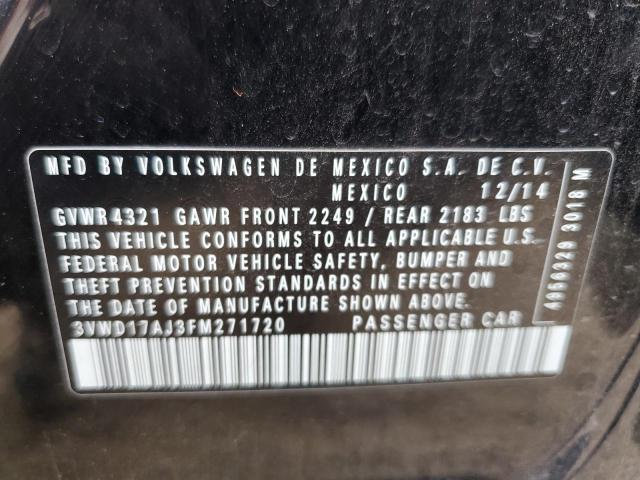 MFD BY VOLKSWAGEN DE MEXICO S.A. DE C.V.
MEXICO 12/14
GVWR 4321 GAWR FRONT 2249 / REAR 2183 LBS
THIS VEHICLE CONFORMS TO ALL APPLICABLE U.S.
FEDERAL MOTOR VEHICLE SAFETY, BUMPER AND
THEFT PREVENTION STANDARDS IN EFFECT ON
THE DATE OF MANUFACTURE SHOWN ABOVE.
3VWD17AJ3FM271720 PASSENGER CAR
3018 M